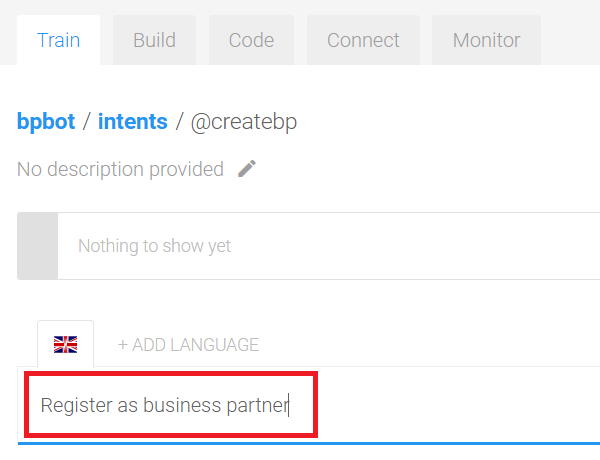 Train Build Code Connect Monitor
bpbot / intents / @createbp
No description provided
Nothing to show yet
+ ADD LANGUAGE
Register as business partner